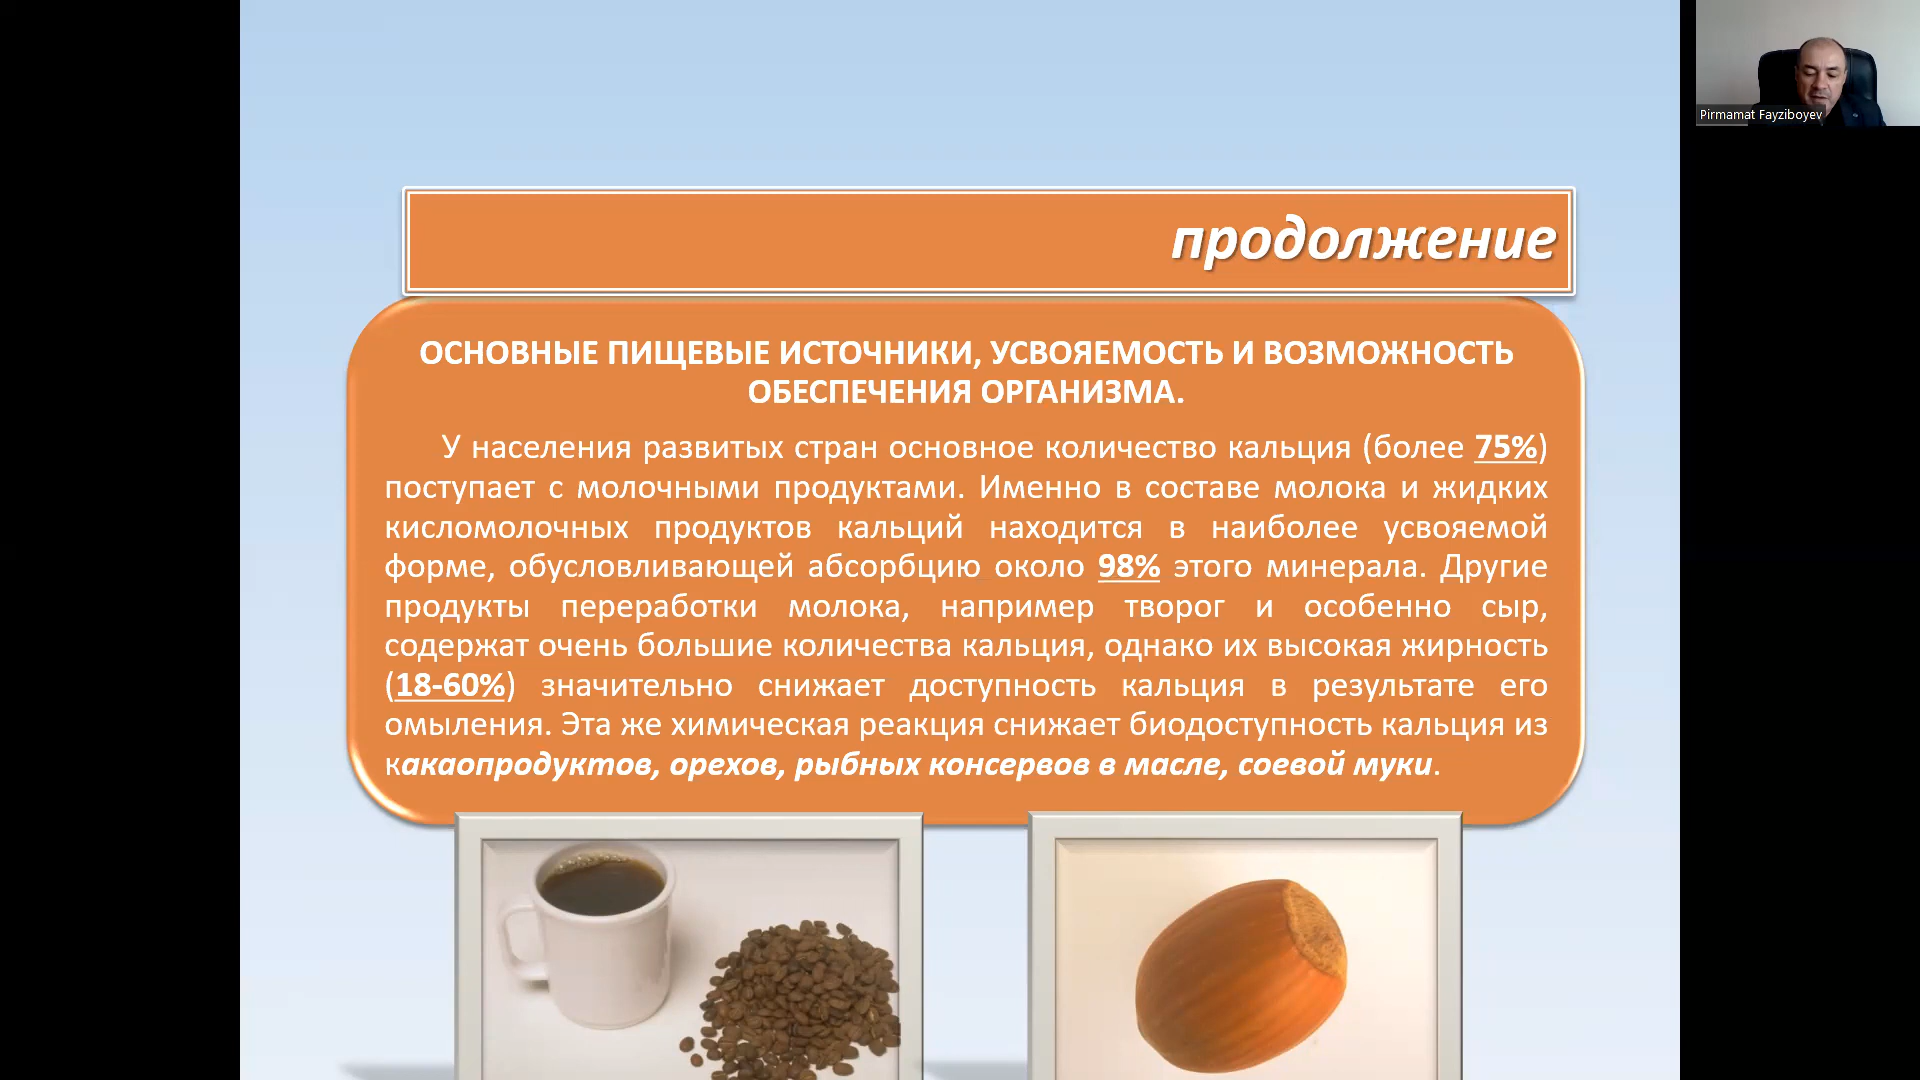 Pirmamat Fayziboyev
продолжение
ОСНОВНЫЕ ПИЩЕВЫЕ ИСТОЧНИКИ, УСВОЯЕМОСТЬ И ВОЗМОЖНОСТЬ
ОБЕСПЕЧЕНИЯ ОРГАНИЗМА.
У населения развитых стран основное количество кальция (более 75%)
поступает с молочными продуктами. Именно в составе молока и жидких
кисломолочных продуктов кальций находится в наиболее усвояемой
форме, обусловливающей абсорбцию около 98% этого минерала. Другие
продукты переработки молока, например творог и особенно сыр,
содержат очень большие количества кальция, однако их высокая жирность
(18-60%) значительно снижает доступность кальция в результате его
омыления. Эта же химическая реакция снижает биодоступность кальция из
какаопродуктов, орехов, рыбных консервов в масле, соевой муки.